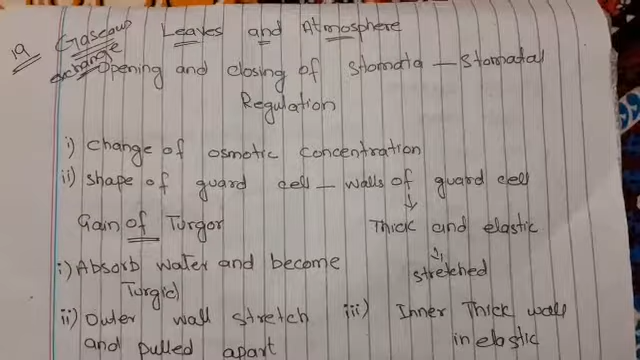 19
Gaseous exchange Leaves and Atmosphere
Opening and closing of Stomata — Stomatal
Regulation
i) Change of osmotic concentration
ii) Shape of guard cell — walls of guard cell
Gain of Turgor
↓
Thick and elastic
↓
stretched
i) Absorb water and become
Turgid
ii) Outer wall stretch
and pulled apart
iii) Inner Thick wall
in elastic